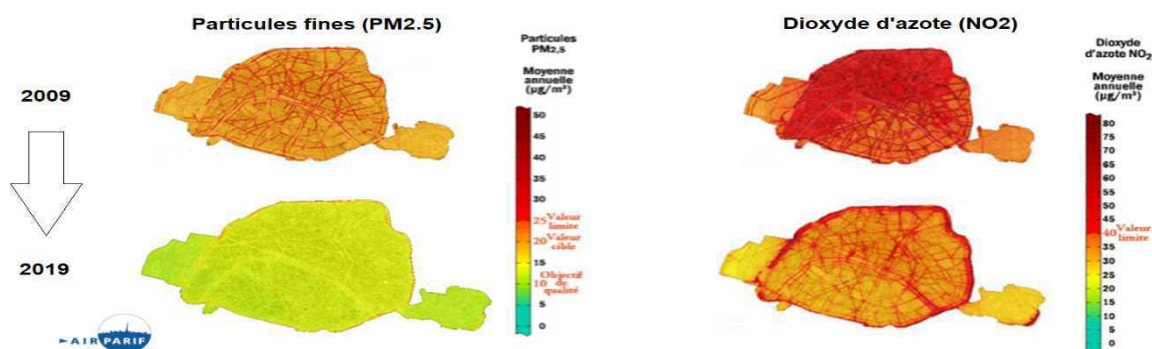 Particules fines (PM2.5)
Dioxyde d'azote (NO2)
2009
Particules
PM2,5
Moyenne
annuelle
(µg/m³)
50
45
40
35
30
25 Valeur
limite
20 Valeur
cible
15
10 Objectif
de
qualité
5
0
Dioxyde
d'azote NO₂
Moyenne
annuelle
(µg/m³)
80
75
70
65
60
55
50
45
40 Valeur
limite
35
30
25
20
15
10
5
0
2019
AIRPARIF